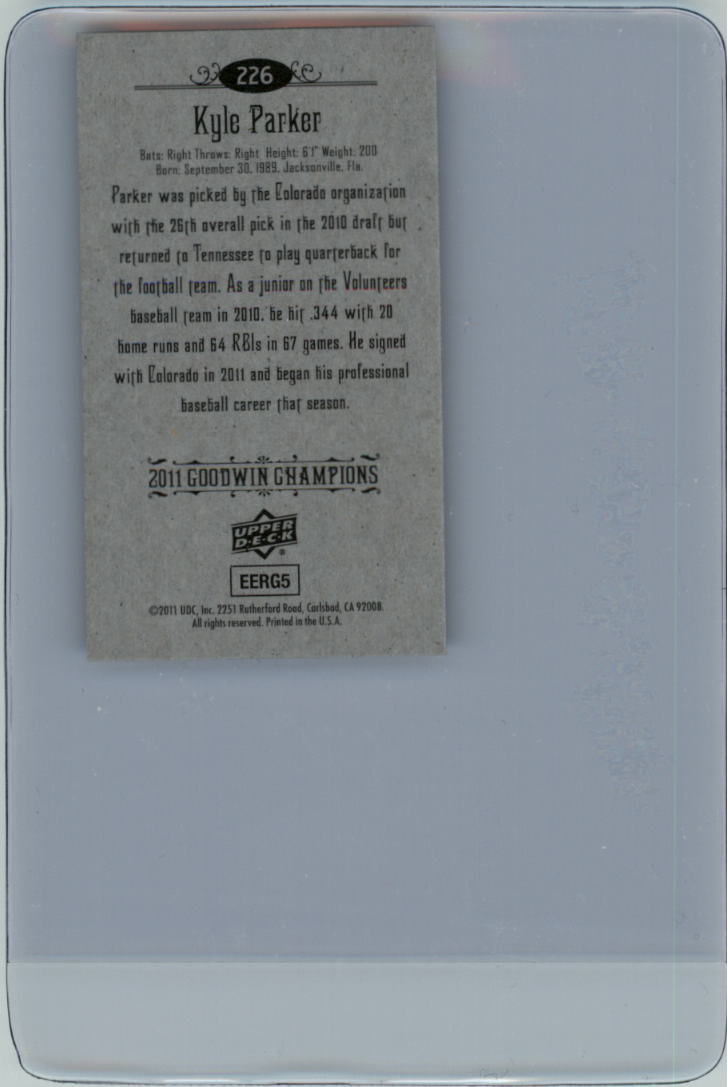 226
Kyle Parker
Bats: Right Throws: Right Height: 6'1" Weight: 200
Born: September 30, 1989, Jacksonville, Fla.
Parker was picked by the Colorado organization
with the 26th overall pick in the 2010 draft but
returned to Tennessee to play quarterback for
the football team. As a junior on the Volunteers
baseball team in 2010, he hit .344 with 20
home runs and 64 RBIs in 67 games. He signed
with Colorado in 2011 and began his professional
baseball career that season.
2011 GOODWIN CHAMPIONS
UPPER
D·E·C·K
®
EERG5
©2011 UDC, Inc. 2251 Rutherford Road, Carlsbad, CA 92008.
All rights reserved. Printed in the U.S.A.